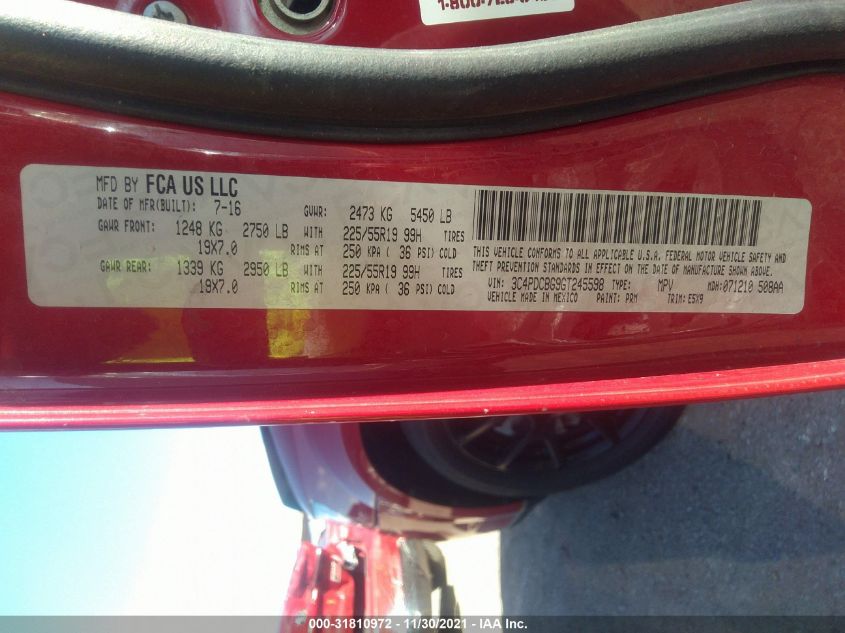 MFD BY FCA US LLC
DATE OF MFR(BUILT): 7-16 GVWR: 2473 KG 5450 LB
GAWR FRONT: 1248 KG 2750 LB WITH 225/55R19 99H TIRES
19X7.0 RIMS AT 250 KPA ( 36 PSI) COLD
GAWR REAR: 1339 KG 2950 LB WITH 225/55R19 99H TIRES
19X7.0 RIMS AT 250 KPA ( 36 PSI) COLD
THIS VEHICLE CONFORMS TO ALL APPLICABLE U.S.A. FEDERAL MOTOR VEHICLE SAFETY AND
THEFT PREVENTION STANDARDS IN EFFECT ON THE DATE OF MANUFACTURE SHOWN ABOVE.
VIN: 3C4PDCBG9GT245598 TYPE: MPV MDH: 071210 508AA
VEHICLE MADE IN MEXICO PAINT: PRM TRIM: E5X9
000-31810972 - 11/30/2021 - IAA Inc.